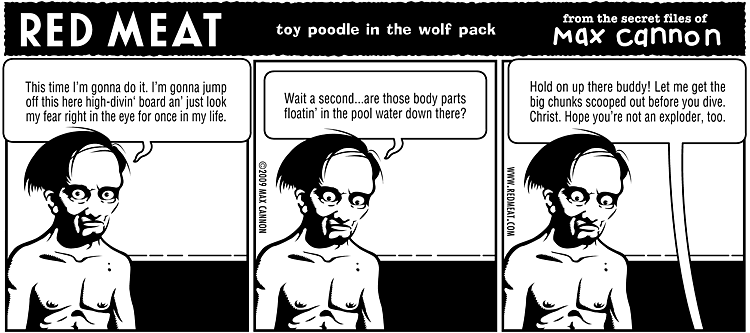 RED MEAT
toy poodle in the wolf pack
from the secret files of
Max Cannon
This time I'm gonna do it. I'm gonna jump
off this here high-divin' board an' just look
my fear right in the eye for once in my life.
Wait a second...are those body parts
floatin' in the pool water down there?
©2009 MAX CANNON
Hold on up there buddy! Let me get the
big chunks scooped out before you dive.
Christ. Hope you're not an exploder, too.
WWW.REDMEAT.COM